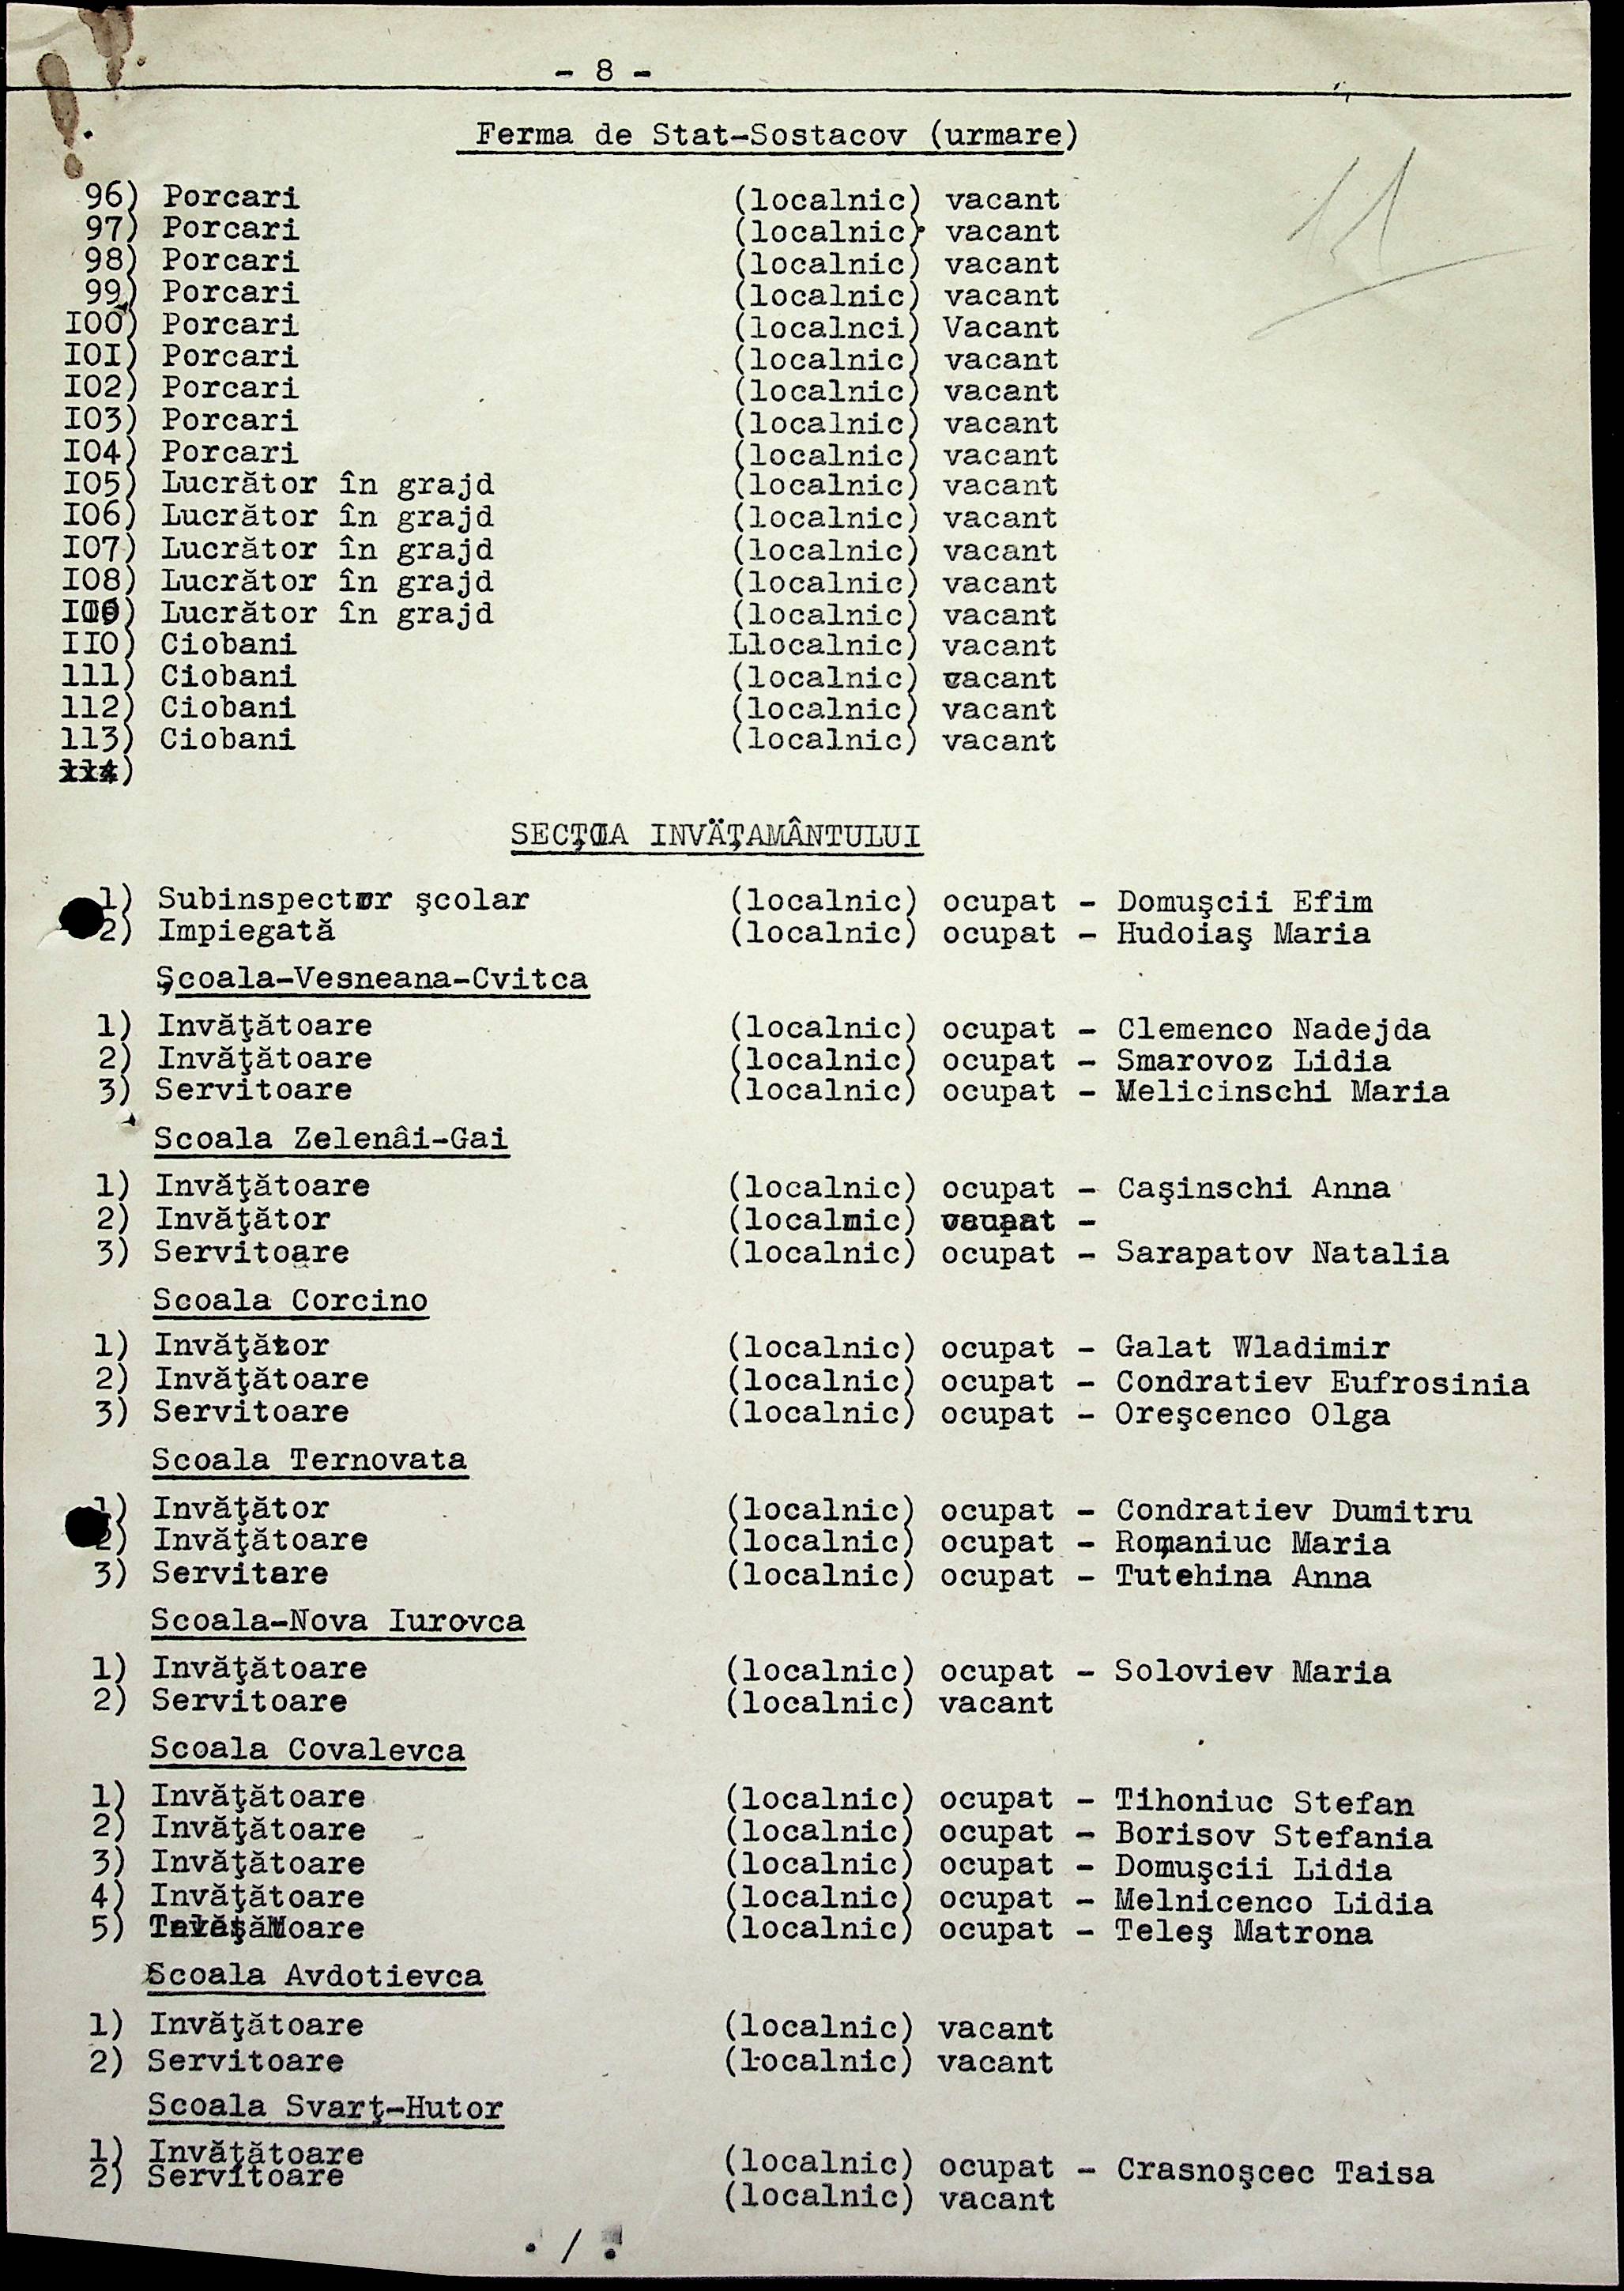 - 8 -
Ferma de Stat-Sostacov (urmare)
11
96) Porcari (localnic) vacant
97) Porcari (localnic) vacant
98) Porcari (localnic) vacant
99) Porcari (localnic) vacant
I00) Porcari (localnci) Vacant
I0I) Porcari (localnic) vacant
I02) Porcari (localnic) vacant
I03) Porcari (localnic) vacant
I04) Porcari (localnic) vacant
I05) Lucrător în grajd (localnic) vacant
I06) Lucrător în grajd (localnic) vacant
I07) Lucrător în grajd (localnic) vacant
I08) Lucrător în grajd (localnic) vacant
I09) Lucrător în grajd (localnic) vacant
II0) Ciobani Llocalnic) vacant
111) Ciobani (localnic) vacant
112) Ciobani (localnic) vacant
113) Ciobani (localnic) vacant
114)
SECŢIA INVĂŢAMÂNTULUI
1) Subinspector şcolar (localnic) ocupat - Domuşcii Efim
2) Impiegată (localnic) ocupat - Hudoiaş Maria
Şcoala-Vesneana-Cvitca
1) Invăţătoare (localnic) ocupat - Clemenco Nadejda
2) Invăţătoare (localnic) ocupat - Smarovoz Lidia
3) Servitoare (localnic) ocupat - Melicinschi Maria
Scoala Zelenâi-Gai
1) Invăţătoare (localnic) ocupat - Caşinschi Anna
2) Invăţător (localnic) -
3) Servitoare (localnic) ocupat - Sarapatov Natalia
Scoala Corcino
1) Invăţător (localnic) ocupat - Galat Wladimir
2) Invăţătoare (localnic) ocupat - Condratiev Eufrosinia
3) Servitoare (localnic) ocupat - Oreşcenco Olga
Scoala Ternovata
1) Invăţător (localnic) ocupat - Condratiev Dumitru
2) Invăţătoare (localnic) ocupat - Romaniuc Maria
3) Servitare (localnic) ocupat - Tutehina Anna
Scoala-Nova Iurovca
1) Invăţătoare (localnic) ocupat - Soloviev Maria
2) Servitoare (localnic) vacant
Scoala Covalevca
1) Invăţătoare (localnic) ocupat - Tihoniuc Stefan
2) Invăţătoare (localnic) ocupat - Borisov Stefania
3) Invăţătoare (localnic) ocupat - Domuşcii Lidia
4) Invăţătoare (localnic) ocupat - Melnicenco Lidia
5) Invăţătoare (localnic) ocupat - Teleş Matrona
Scoala Avdotievca
1) Invăţătoare (localnic) vacant
2) Servitoare (localnic) vacant
Scoala Svarţ-Hutor
1) Invăţătoare (localnic) ocupat - Crasnoşcec Taisa
2) Servitoare (localnic) vacant
. / .